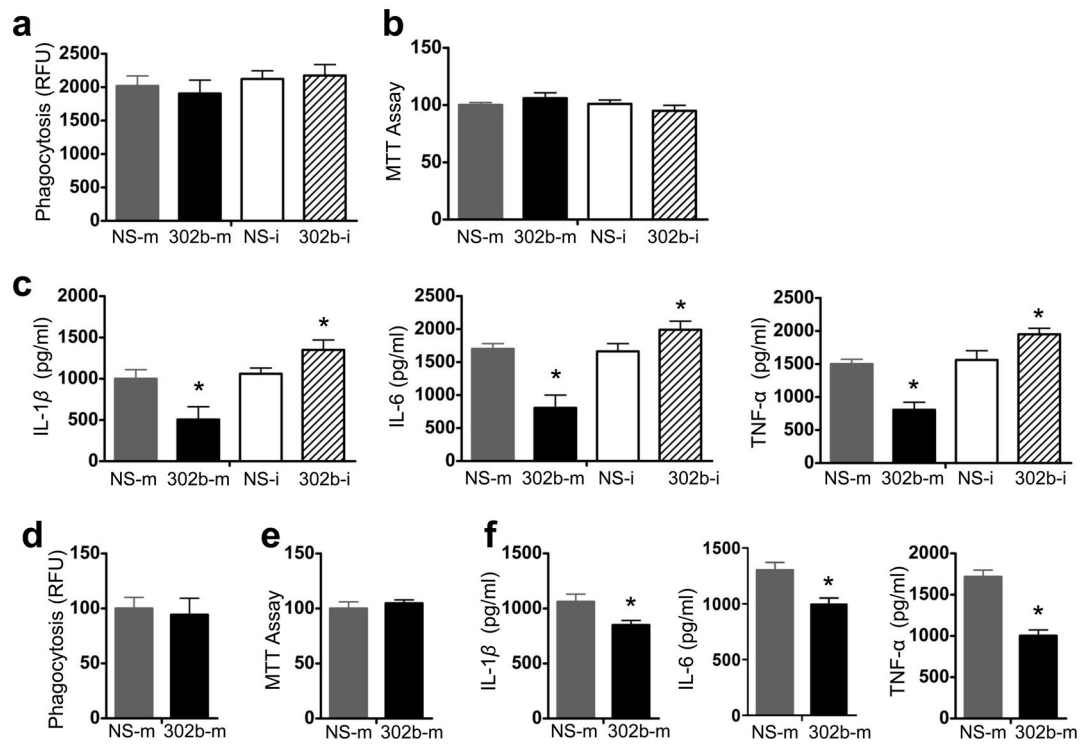 a
Phagocytosis (RFU)
2500
2000
1500
1000
500
0
NS-m 302b-m NS-i 302b-i
b
MTT Assay
150
100
50
0
NS-m 302b-m NS-i 302b-i
c
IL-1β (pg/ml)
2000
1500
1000
500
0
*
*
NS-m 302b-m NS-i 302b-i
IL-6 (pg/ml)
2500
2000
1500
1000
500
0
*
*
NS-m 302b-m NS-i 302b-i
TNF-α (pg/ml)
2500
2000
1500
1000
500
0
*
*
NS-m 302b-m NS-i 302b-i
d
Phagocytosis (RFU)
150
100
50
0
NS-m 302b-m
e
MTT Assay
150
100
50
0
NS-m 302b-m
f
IL-1β (pg/ml)
1500
1000
500
0
*
NS-m 302b-m
IL-6 (pg/ml)
1500
1000
500
0
*
NS-m 302b-m
TNF-α (pg/ml)
2000
1500
1000
500
0
*
NS-m 302b-m